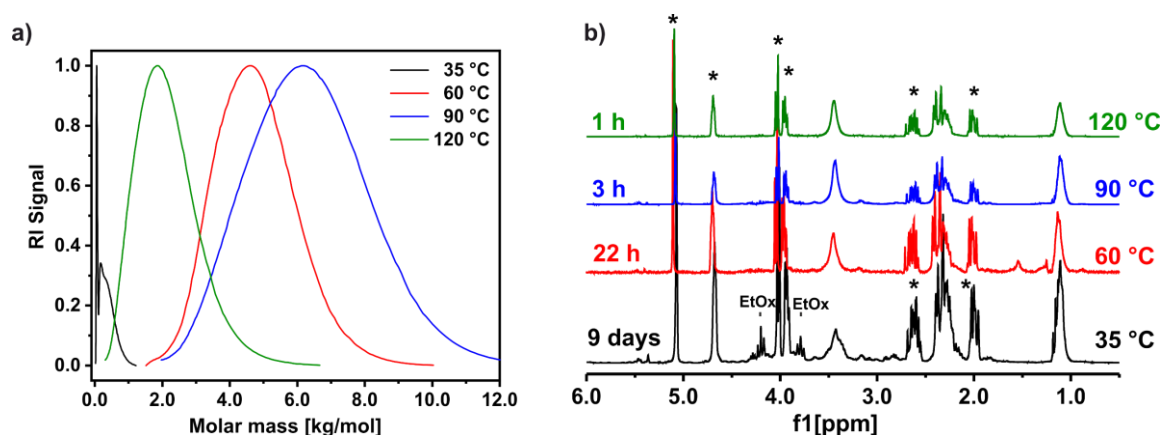 a)
RI Signal
1.0
0.8
0.6
0.4
0.2
0.0
35 °C
60 °C
90 °C
120 °C
0.0 2.0 4.0 6.0 8.0 10.0 12.0
Molar mass [kg/mol]
b)
* * * * *
1 h 120 °C
3 h 90 °C
22 h 60 °C
* *
EtOx EtOx
9 days 35 °C
6.0 5.0 4.0 3.0 2.0 1.0
f1[ppm]